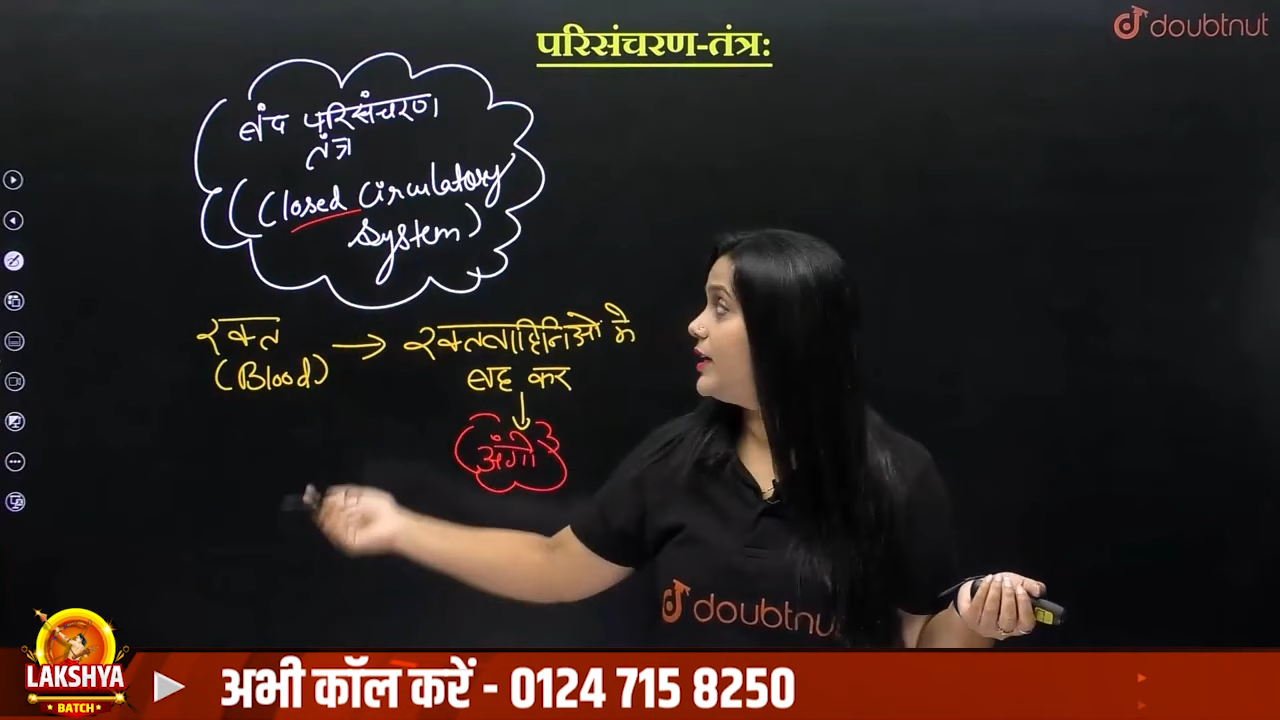 परिसंचरण-तंत्र:
doubtnut
बंद परिसंचरण
तंत्र
(Closed Circulatory
System)
रक्त → रक्तवाहिनिओं मे
(Blood)
बह कर
अंगो
doubtnut
LAKSHYA
BATCH
अभी कॉल करें - 0124 715 8250